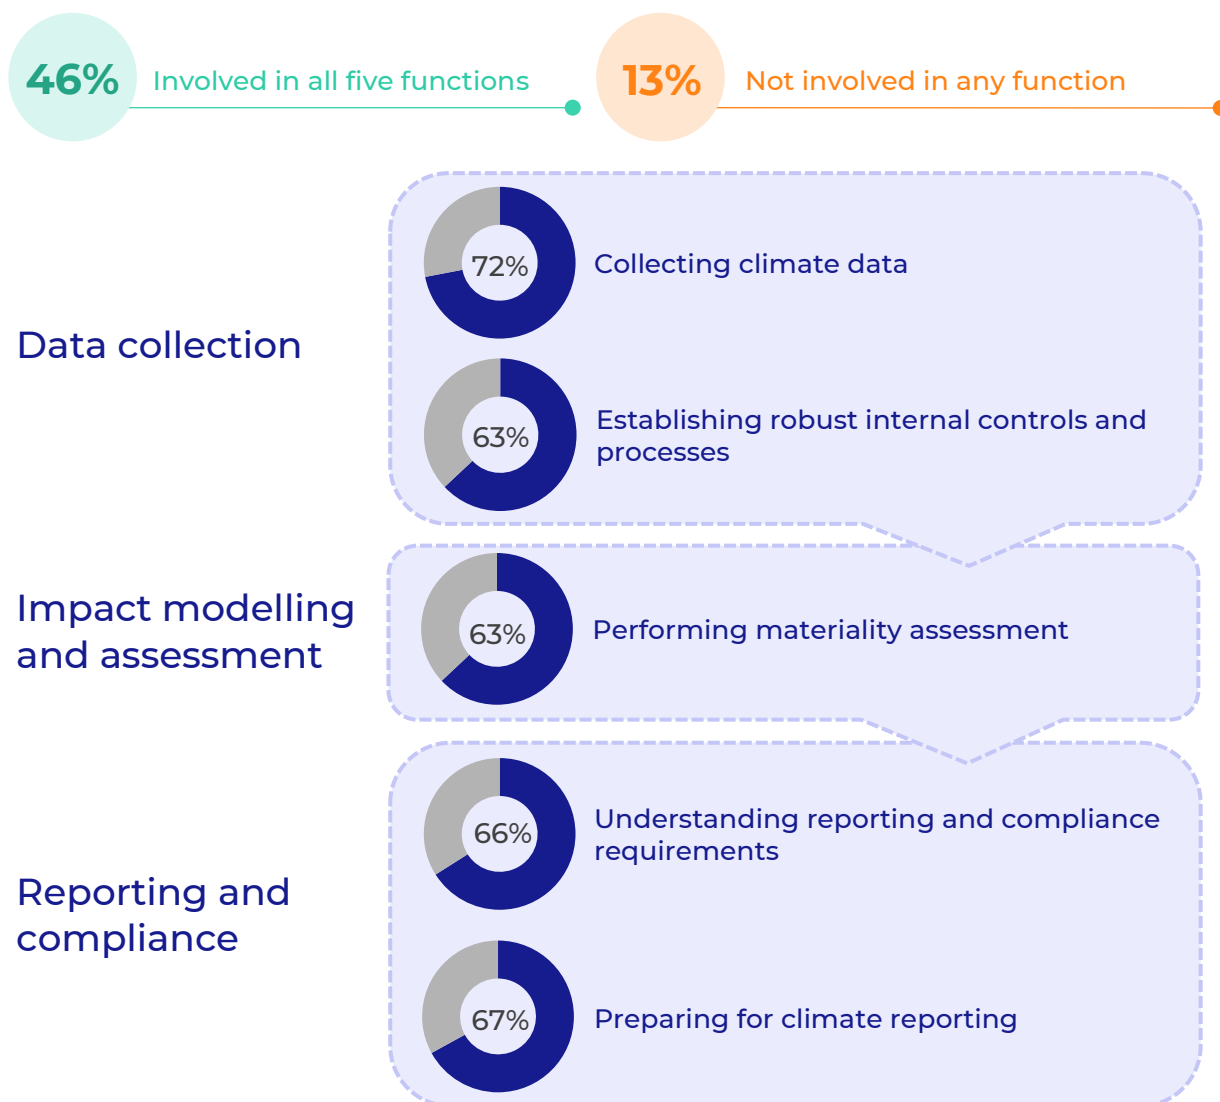 46%
Involved in all five functions
13%
Not involved in any function
Data collection
72%
Collecting climate data
63%
Establishing robust internal controls and
processes
Impact modelling
and assessment
63%
Performing materiality assessment
Reporting and
compliance
66%
Understanding reporting and compliance
requirements
67%
Preparing for climate reporting